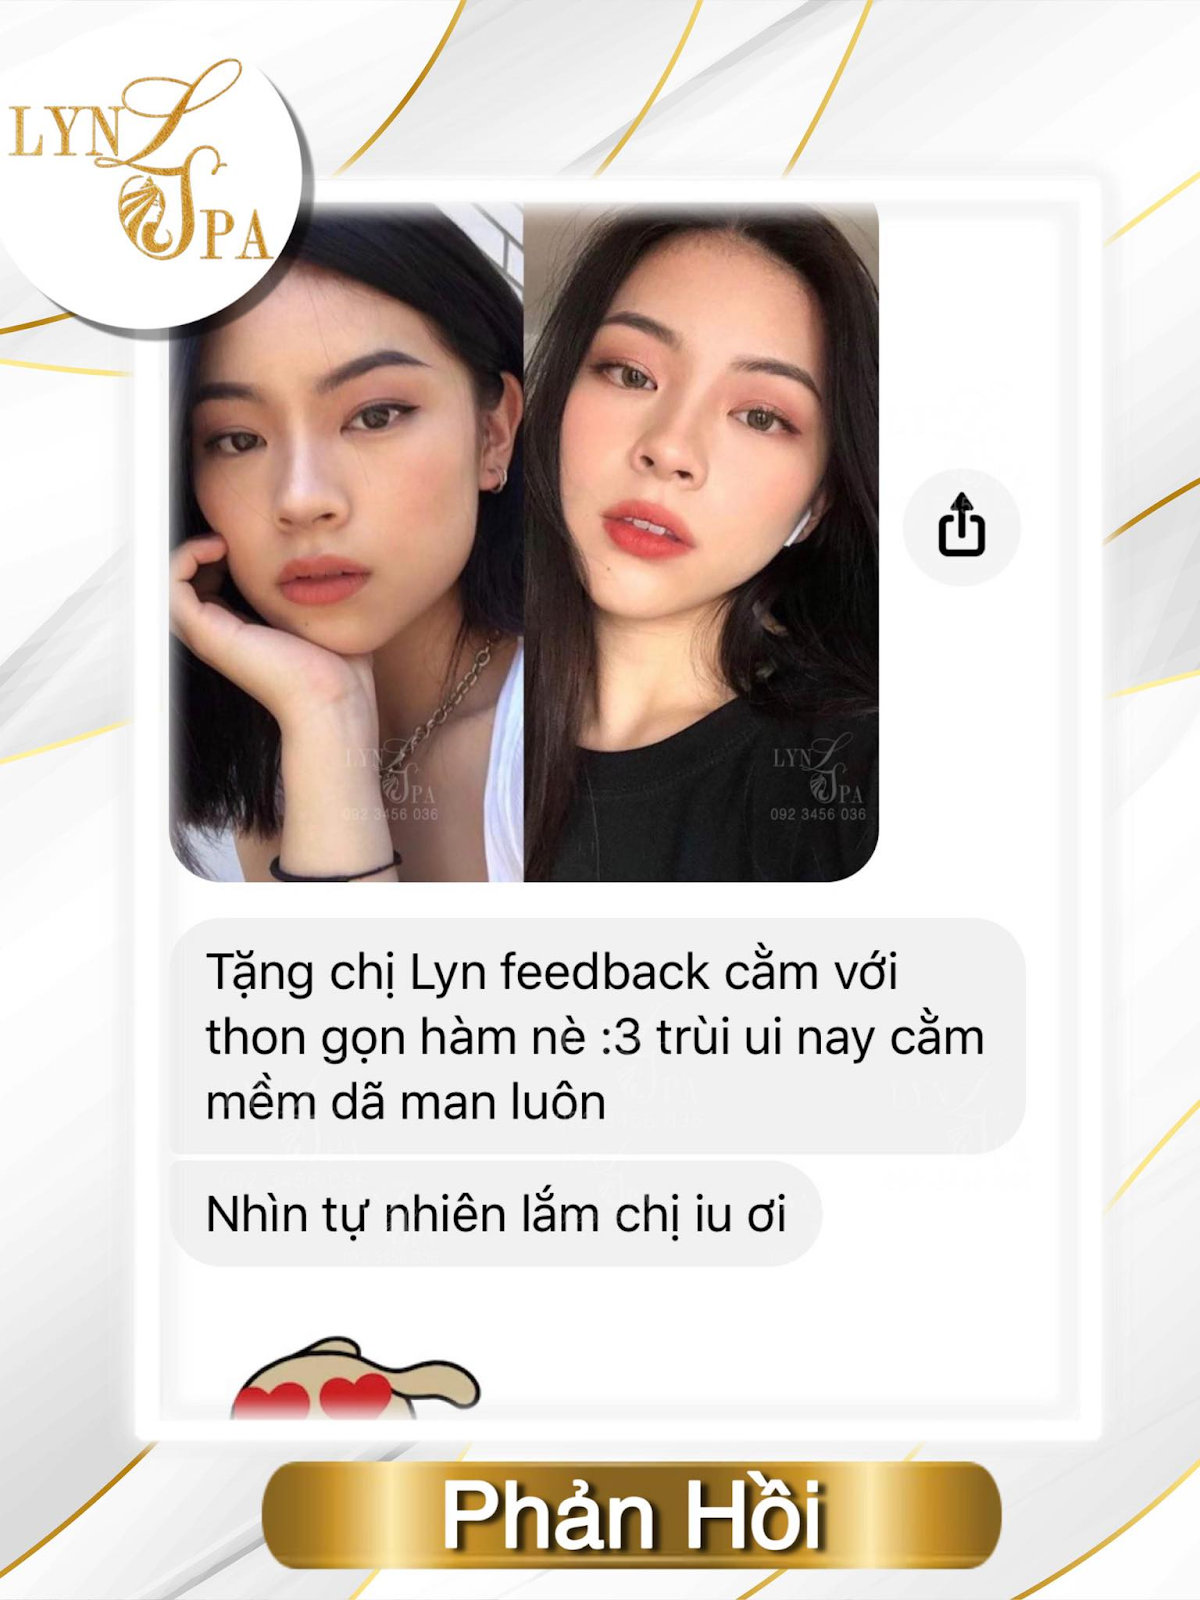 LYN
SPA
LYN
SPA
092 3456 036
LYN
SPA
092 3456 036
Tặng chị Lyn feedback cằm với
thon gọn hàm nè :3 trùi ui nay cằm
mềm dã man luôn
Nhìn tự nhiên lắm chị iu ơi
Phản Hồi